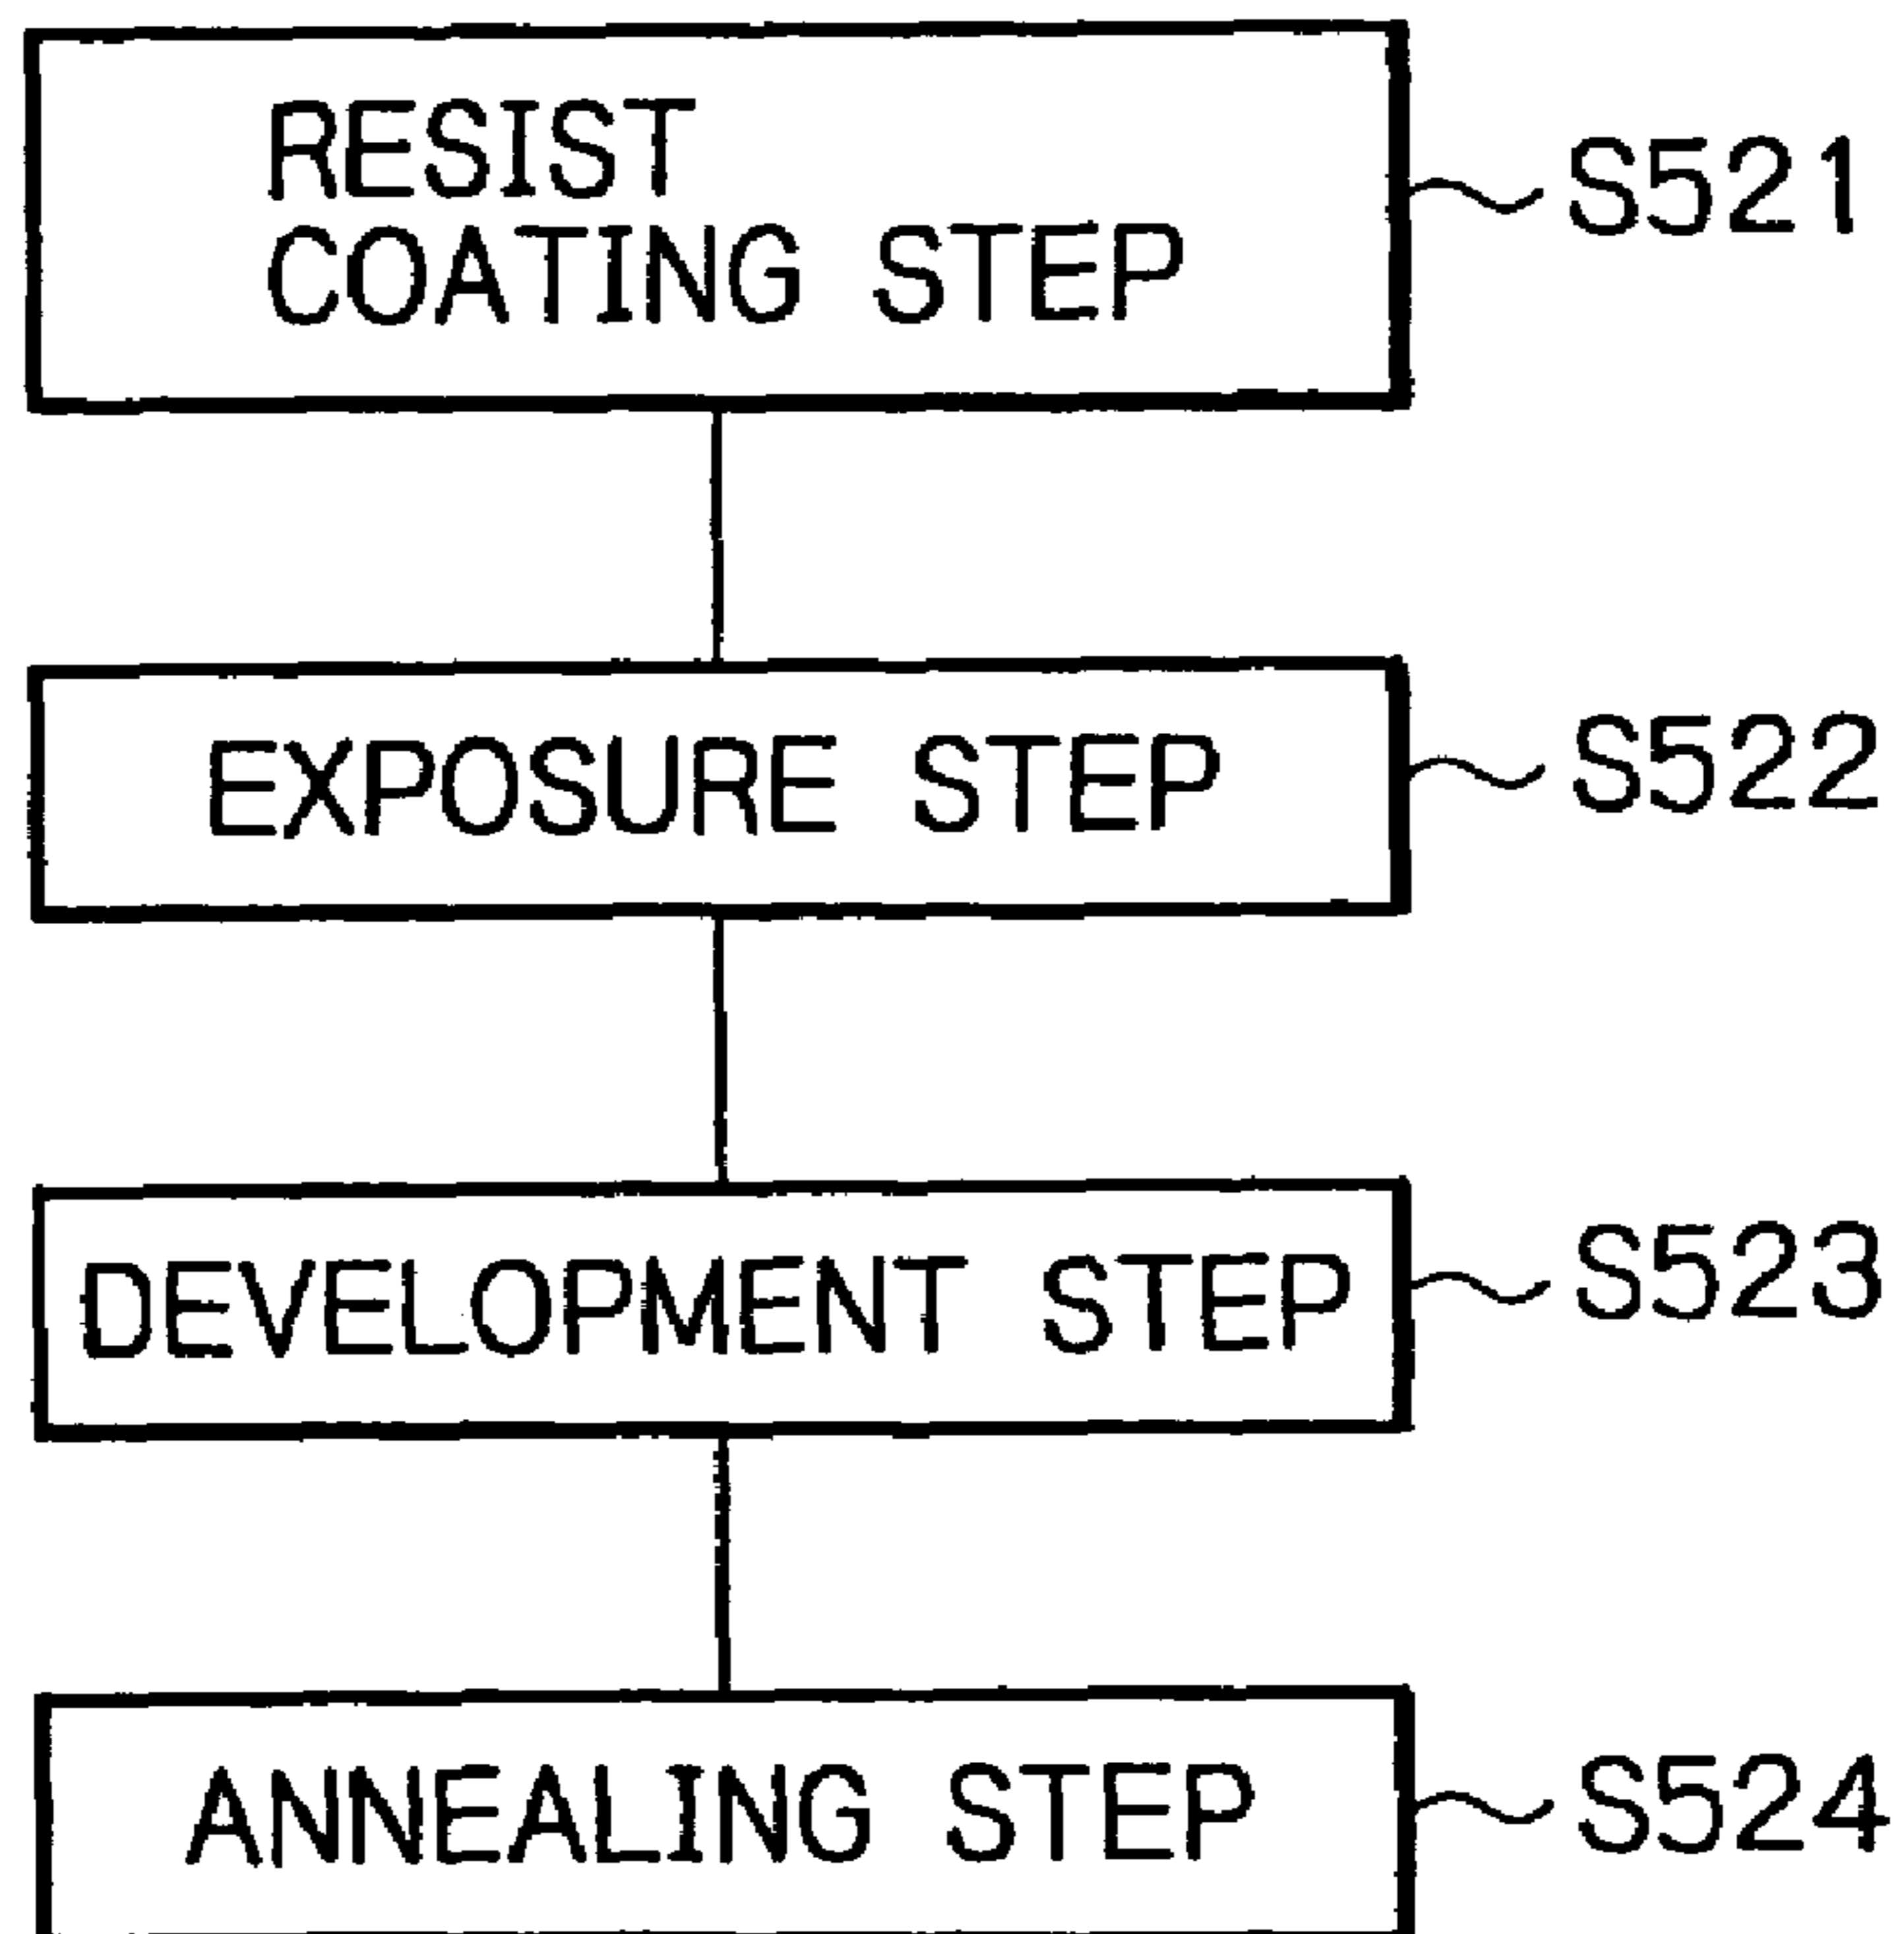 RESIST
COATING STEP
S521
EXPOSURE STEP
S522
DEVELOPMENT STEP
S523
ANNEALING STEP
S524